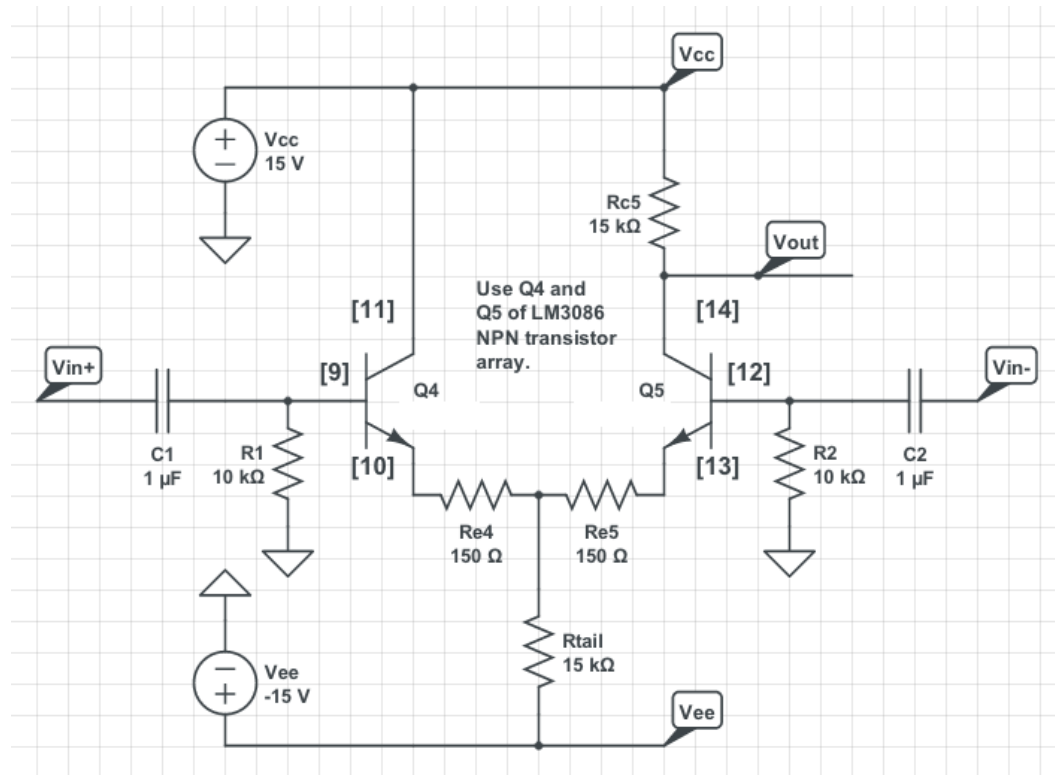 Vcc
Vcc
15 V
Rc5
15 kΩ
Vout
Use Q4 and
Q5 of LM3086
NPN transistor
array.
[11]
[14]
Vin+
[9]
Q4
Q5
[12]
Vin-
C1
1 µF
R1
10 kΩ
[10]
[13]
R2
10 kΩ
C2
1 µF
Re4
150 Ω
Re5
150 Ω
Rtail
15 kΩ
Vee
-15 V
Vee